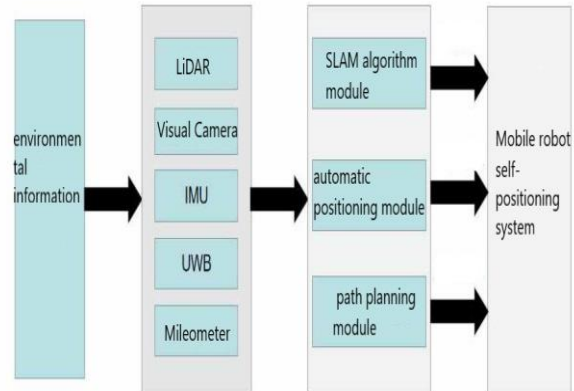 environmen
tal
information
LiDAR
Visual Camera
IMU
UWB
Mileometer
SLAM algorithm
module
automatic
positioning module
path planning
module
Mobile robot
self-
positioning
system